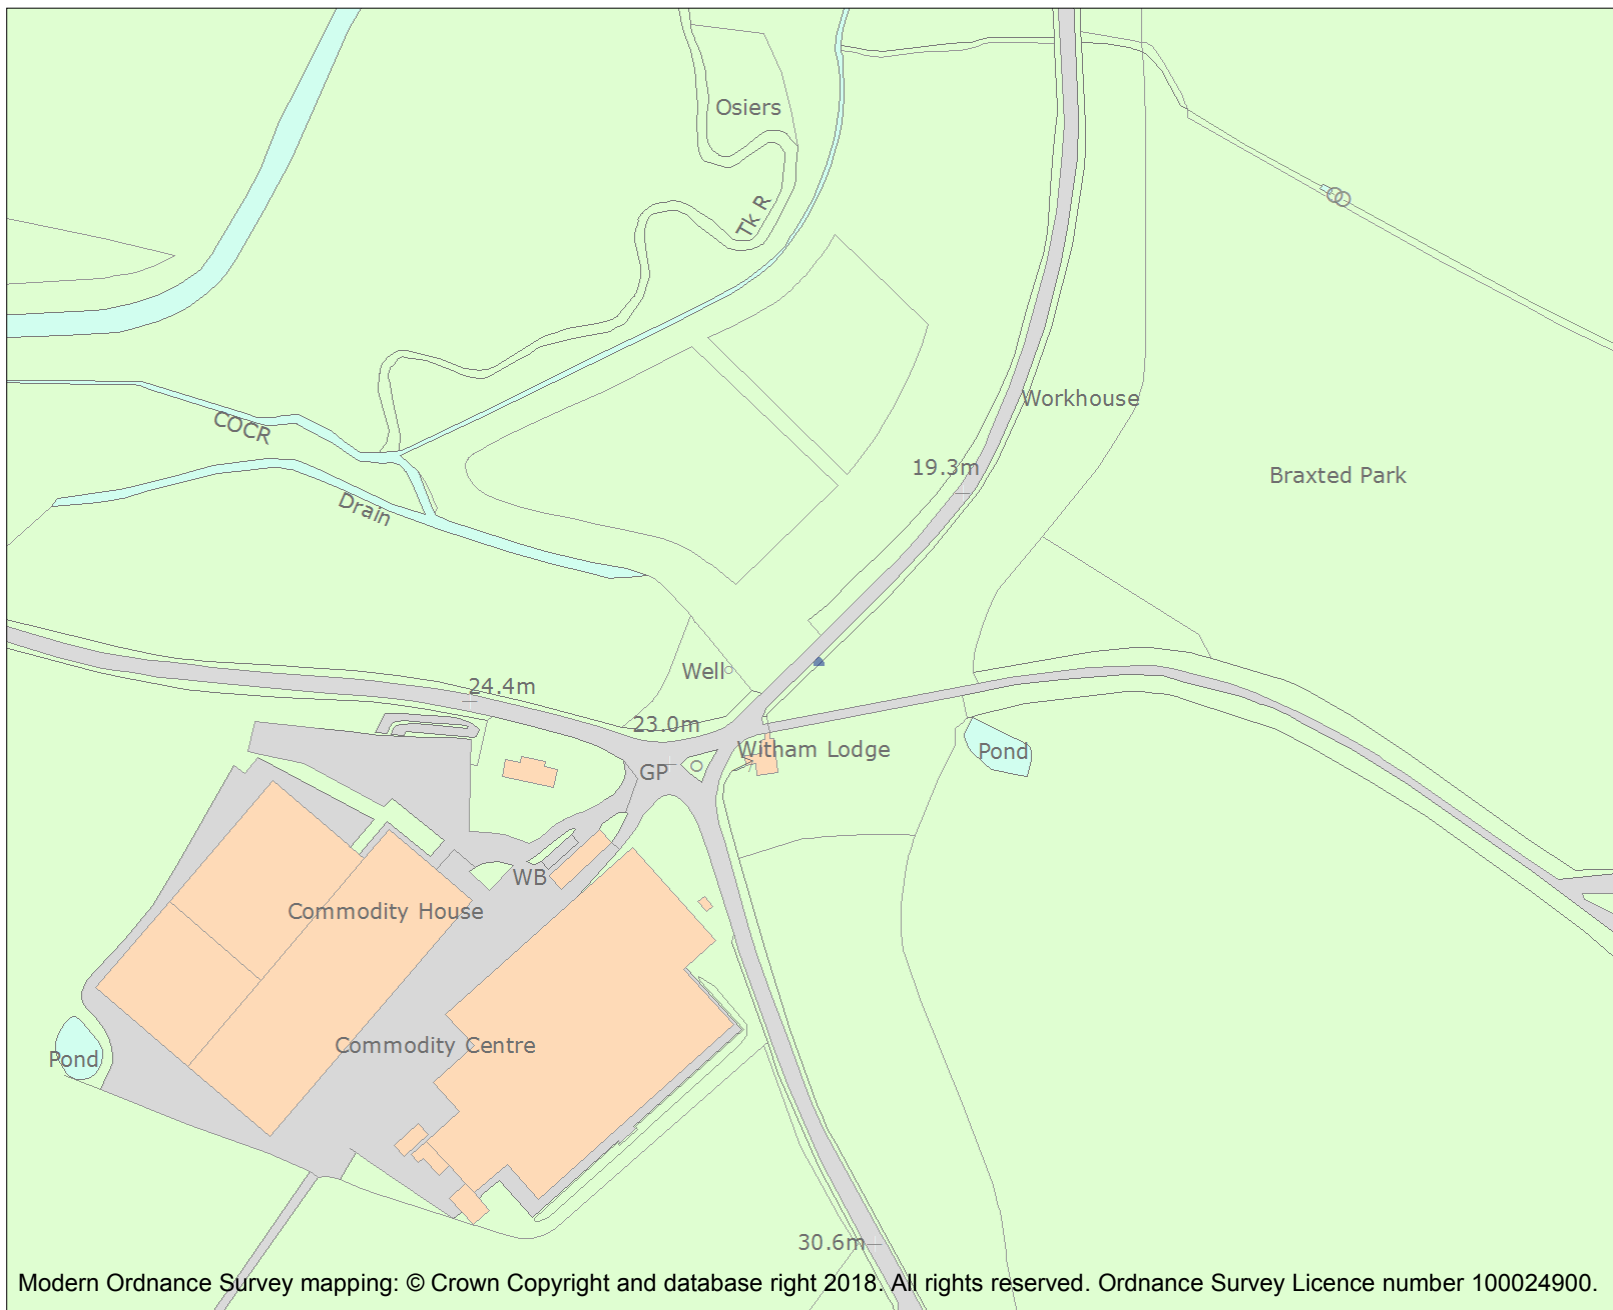 Osiers
Tk R
Workhouse
COCR
19.3m
Braxted Park
Drain
Well
24.4m
23.0m
Witham Lodge
Pond
GP
WB
Commodity House
Commodity Centre
Pond
30.6m
Modern Ordnance Survey mapping: © Crown Copyright and database right 2018. All rights reserved. Ordnance Survey Licence number 100024900.